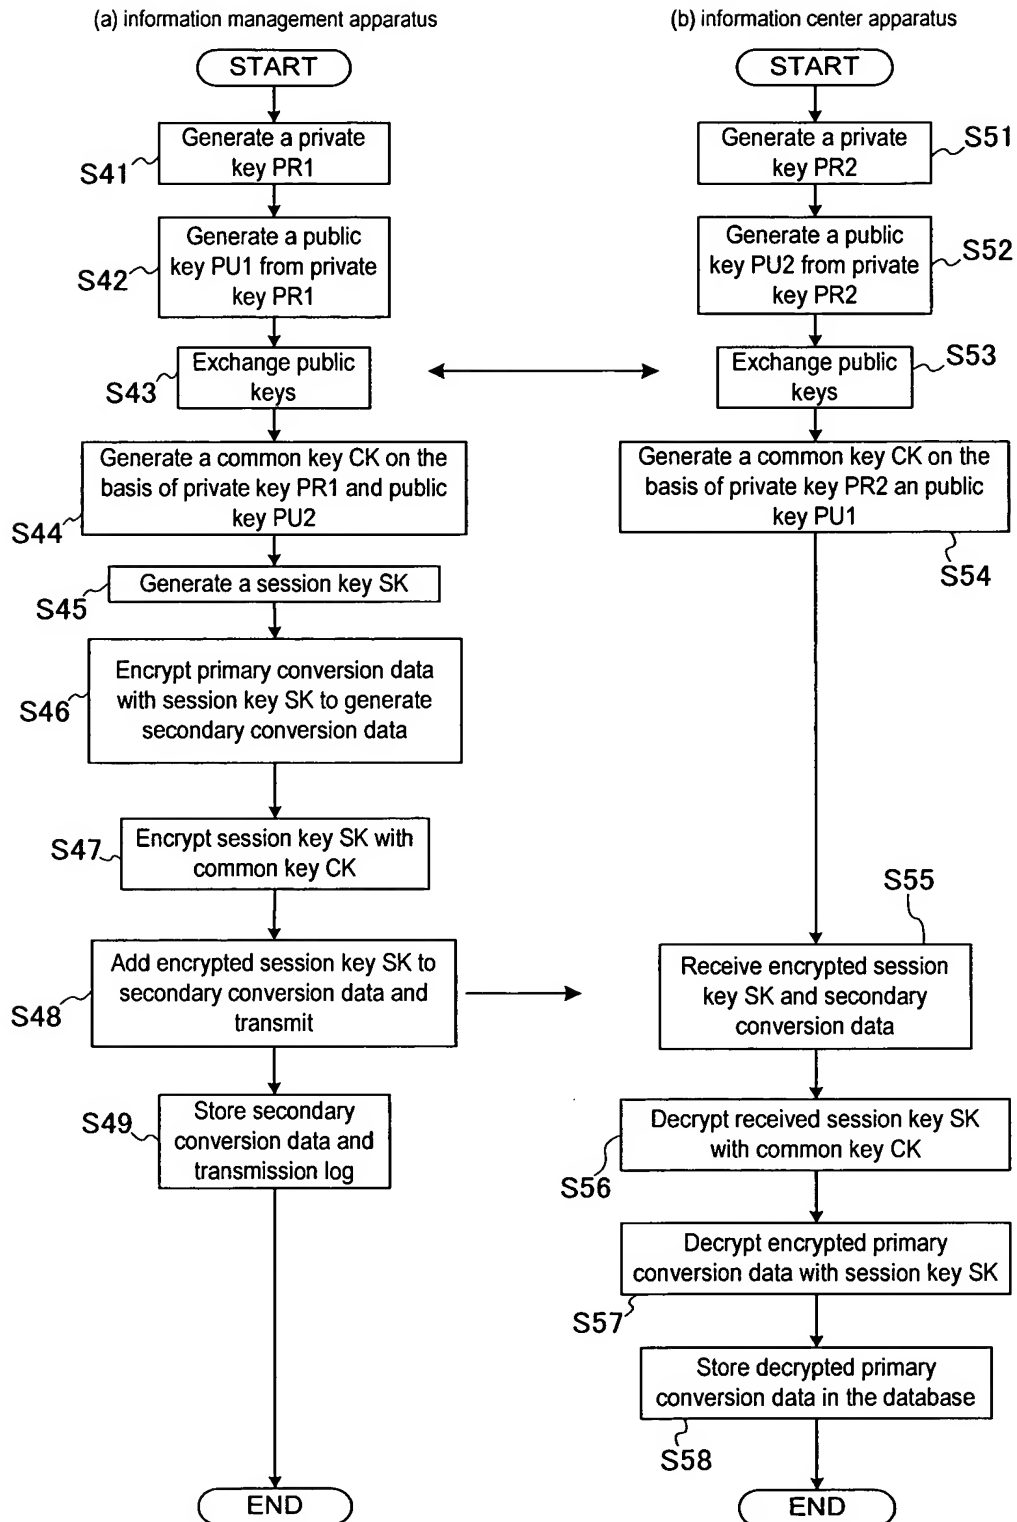 (a) information management apparatus
START
S41
Generate a private
key PR1
S42
Generate a public
key PU1 from private
key PR1
S43
Exchange public
keys
S44
Generate a common key CK on the
basis of private key PR1 and public
key PU2
S45
Generate a session key SK
S46
Encrypt primary conversion data
with session key SK to generate
secondary conversion data
S47
Encrypt session key SK with
common key CK
S48
Add encrypted session key SK to
secondary conversion data and
transmit
S49
Store secondary
conversion data and
transmission log
END
(b) information center apparatus
START
S51
Generate a private
key PR2
S52
Generate a public
key PU2 from private
key PR2
S53
Exchange public
keys
Generate a common key CK on the
basis of private key PR2 an public
key PU1
S54
S55
Receive encrypted session
key SK and secondary
conversion data
Decrypt received session key SK
with common key CK
S56
Decrypt encrypted primary
conversion data with session key SK
S57
Store decrypted primary
conversion data in the database
S58
END